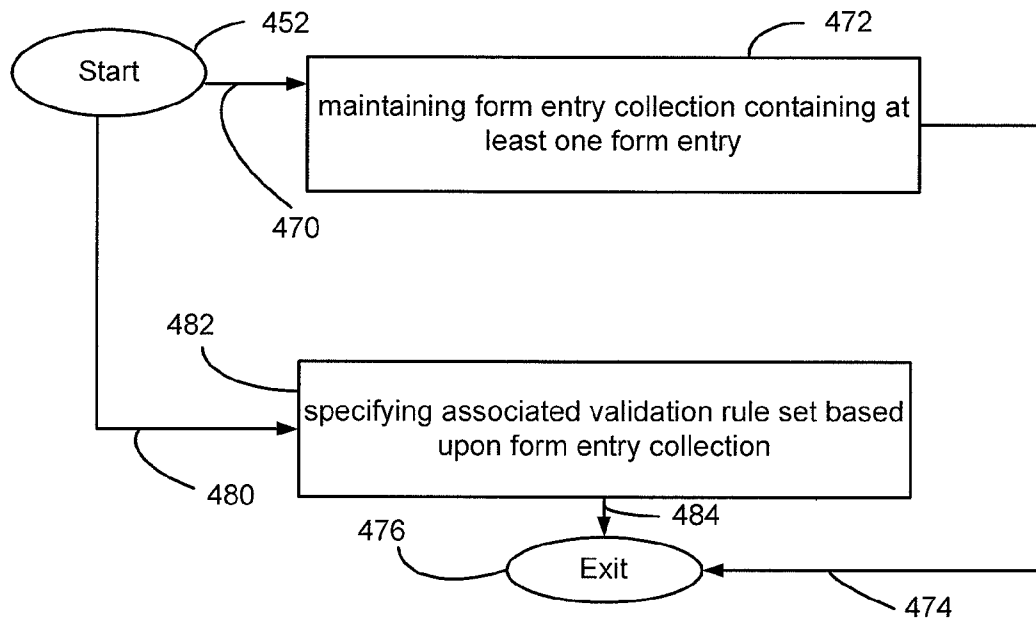 452
Start
472
maintaining form entry collection containing at
least one form entry
470
482
specifying associated validation rule set based
upon form entry collection
480
484
476
Exit
474